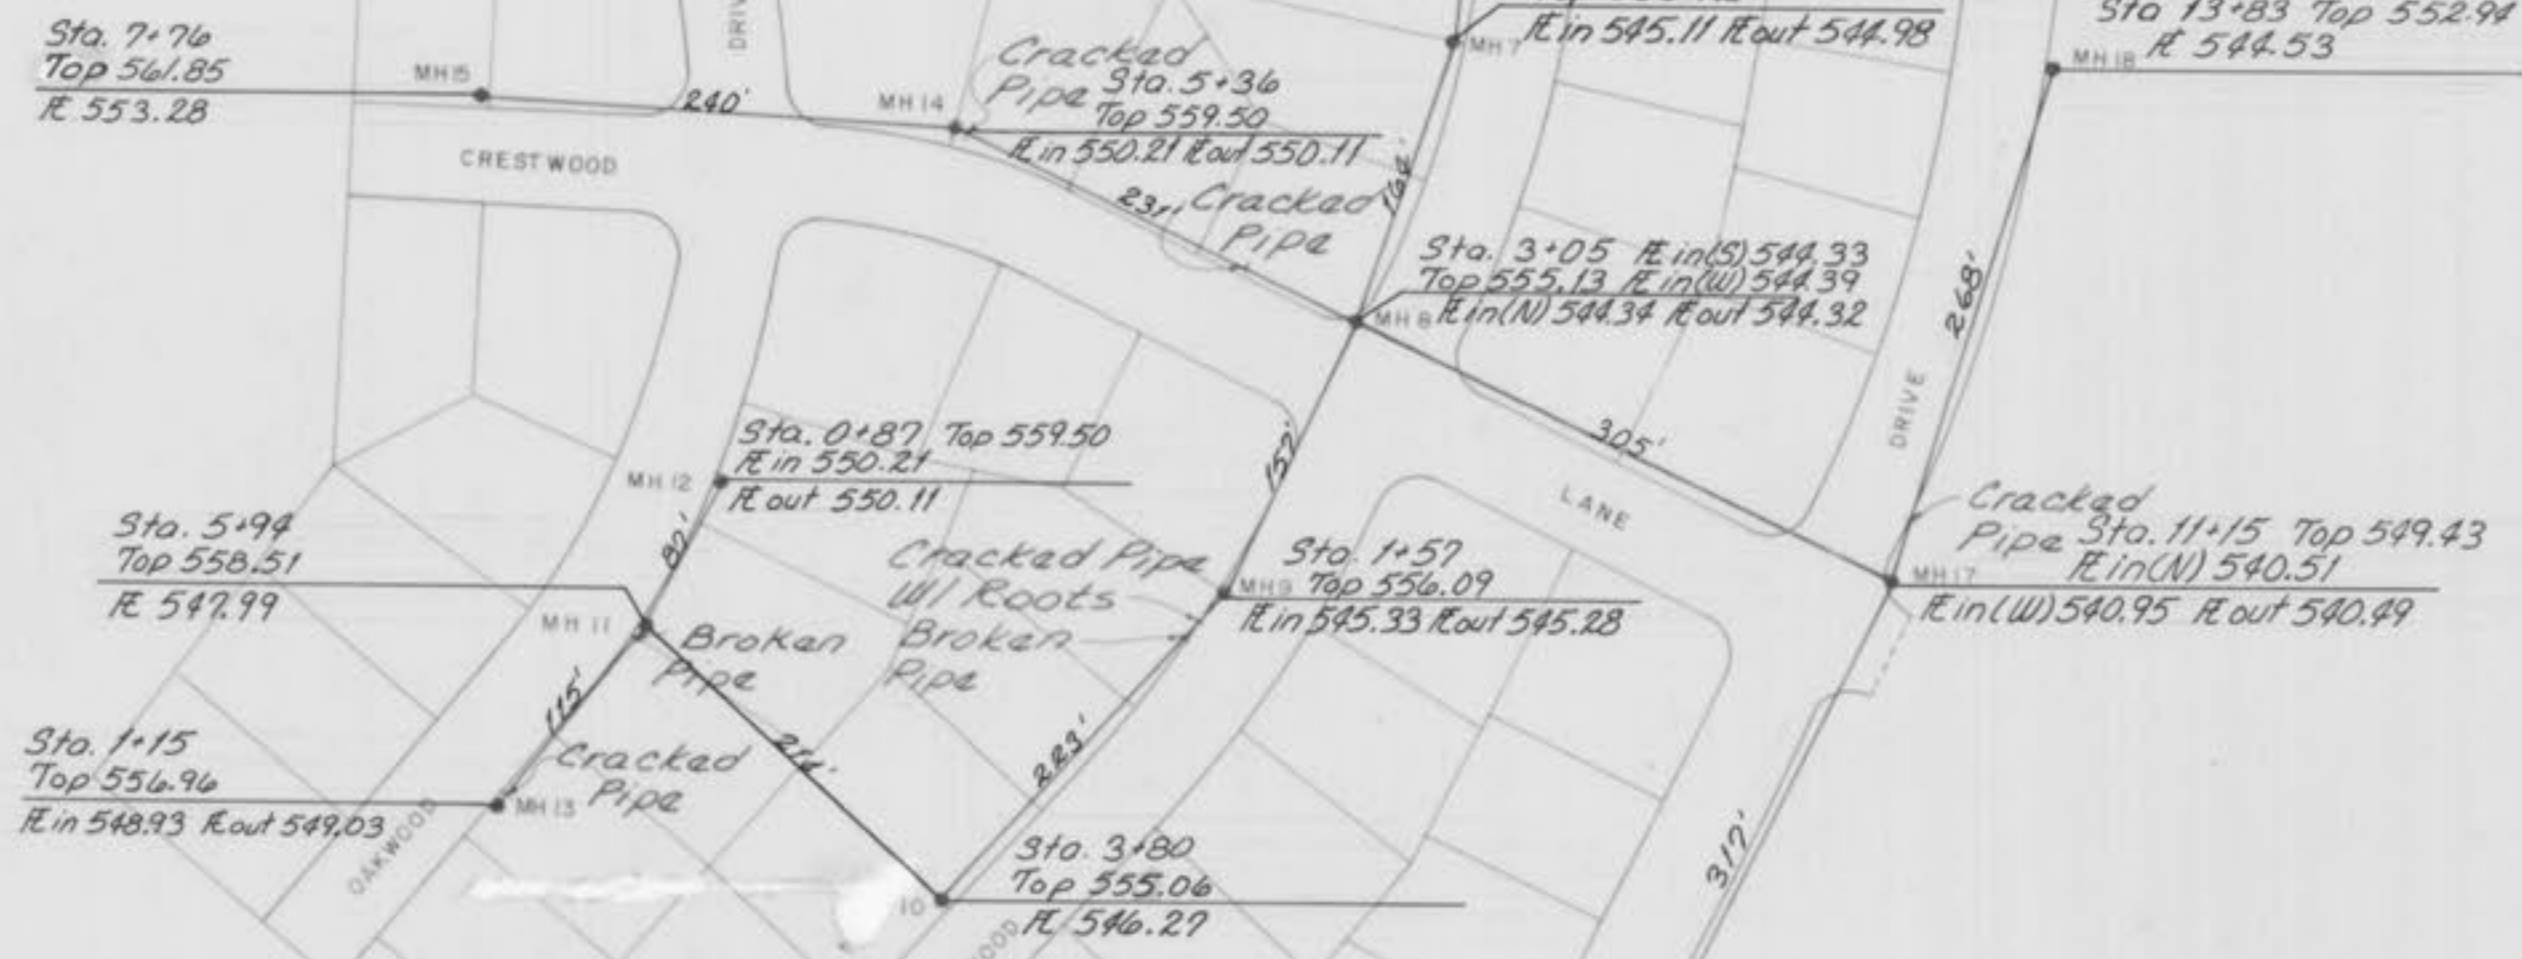 Sta. 7+76
Top 561.85
MH 15
℄ 553.28
240'
DRIV
MH 14
Cracked
Pipe Sta. 5+36
Top 559.50
℄ in 550.21 ℄ out 550.11
MH 7
℄ in 545.11 ℄ out 544.98
Sta 13+83 Top 552.94
℄ 544.53
MH 18
CRESTWOOD
231'
Cracked
Pipe
Sta. 3+05 ℄ in(S) 544.33
Top 555.13 ℄ in(W) 544.39
MH 8 ℄ in(N) 544.34 ℄ out 544.32
268'
305'
DRIVE
LANE
157'
Sta. 0+87 Top 559.50
℄ in 550.21
MH 12
℄ out 550.11
87'
Sta. 5+94
Top 558.51
℄ 547.99
MH 11
Broken
Pipe
Cracked Pipe
W/ Roots
Broken
Pipe
Sta. 1+57
MH 9 Top 556.09
℄ in 545.33 ℄ out 545.28
Cracked
Pipe Sta. 11+15 Top 549.43
℄ in(N) 540.51
MH 17
℄ in(W) 540.95 ℄ out 540.49
115'
223'
317'
Sta. 1+15
Top 556.96
℄ in 548.93 ℄ out 549.03
MH 13
Cracked
Pipe
OAKWOOD
Sta. 3+80
Top 555.06
10
℄ 546.27
OOD